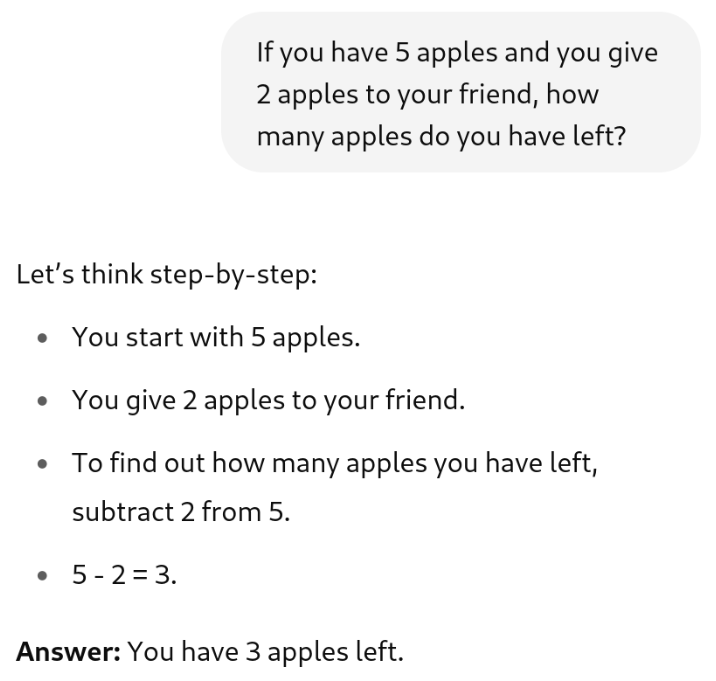 If you have 5 apples and you give
2 apples to your friend, how
many apples do you have left?
Let's think step-by-step:
• You start with 5 apples.
• You give 2 apples to your friend.
• To find out how many apples you have left,
subtract 2 from 5.
• 5 - 2 = 3.
Answer: You have 3 apples left.